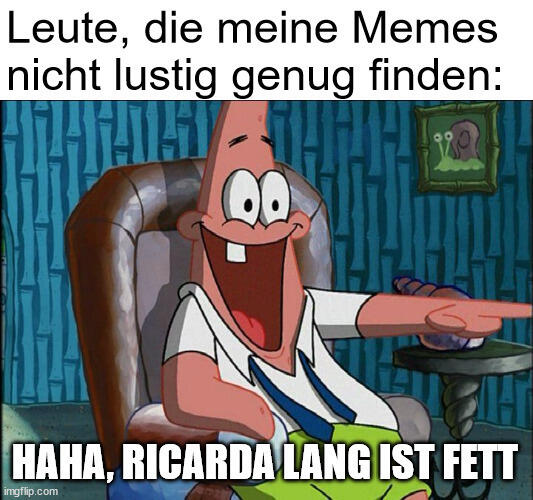 Leute, die meine Memes
nicht lustig genug finden:
HAHA, RICARDA LANG IST FETT
imgflip.com